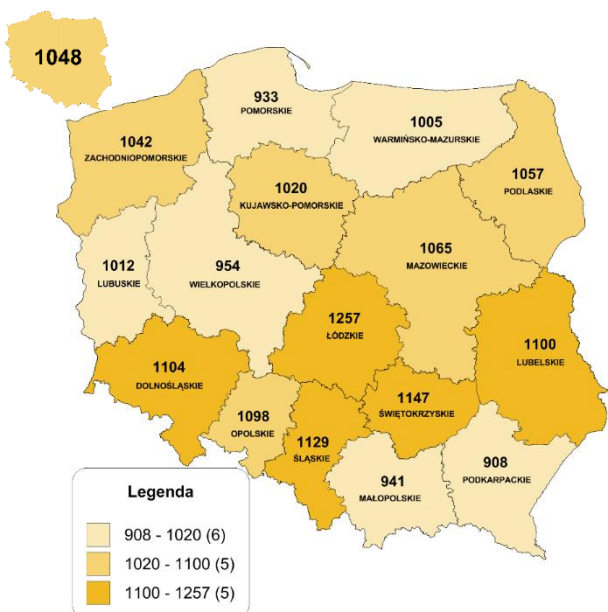 1048
933
POMORSKIE
1005
WARMIŃSKO-MAZURSKIE
1042
ZACHODNIOPOMORSKIE
1057
PODLASKIE
1020
KUJAWSKO-POMORSKIE
1065
MAZOWIECKIE
1012
LUBUSKIE
954
WIELKOPOLSKIE
1257
ŁÓDZKIE
1100
LUBELSKIE
1104
DOLNOŚLĄSKIE
1147
ŚWIĘTOKRZYSKIE
1098
OPOLSKIE
1129
ŚLĄSKIE
941
MAŁOPOLSKIE
908
PODKARPACKIE
Legenda
908 - 1020 (6)
1020 - 1100 (5)
1100 - 1257 (5)